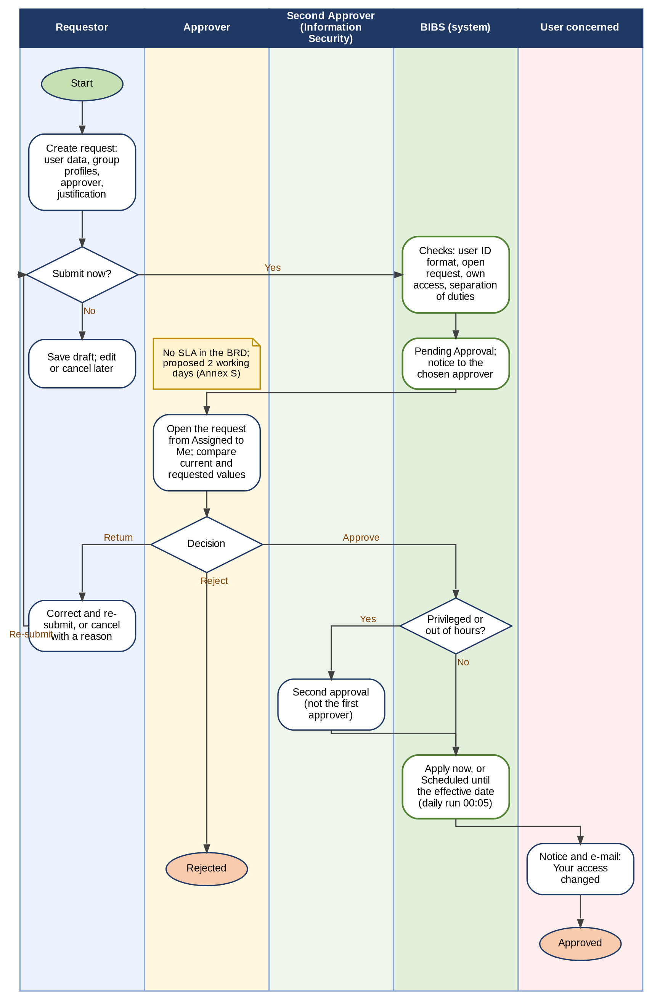 Requestor
Approver
Second Approver
(Information
Security)
BIBS (system)
User concerned
Start
Create request:
user data, group
profiles,
approver,
justification
Submit now?
Yes
Checks: user ID
format, open
request, own
access, separation
of duties
No
Save draft; edit
or cancel later
No SLA in the BRD;
proposed 2 working
days (Annex S)
Pending Approval;
notice to the
chosen approver
Open the request
from Assigned to
Me; compare
current and
requested values
Return
Decision
Approve
Reject
Correct and re-
submit, or cancel
with a reason
Re-submit
Yes
Privileged or
out of hours?
No
Second approval
(not the first
approver)
Apply now, or
Scheduled until
the effective date
(daily run 00:05)
Rejected
Notice and e-mail:
Your access
changed
Approved